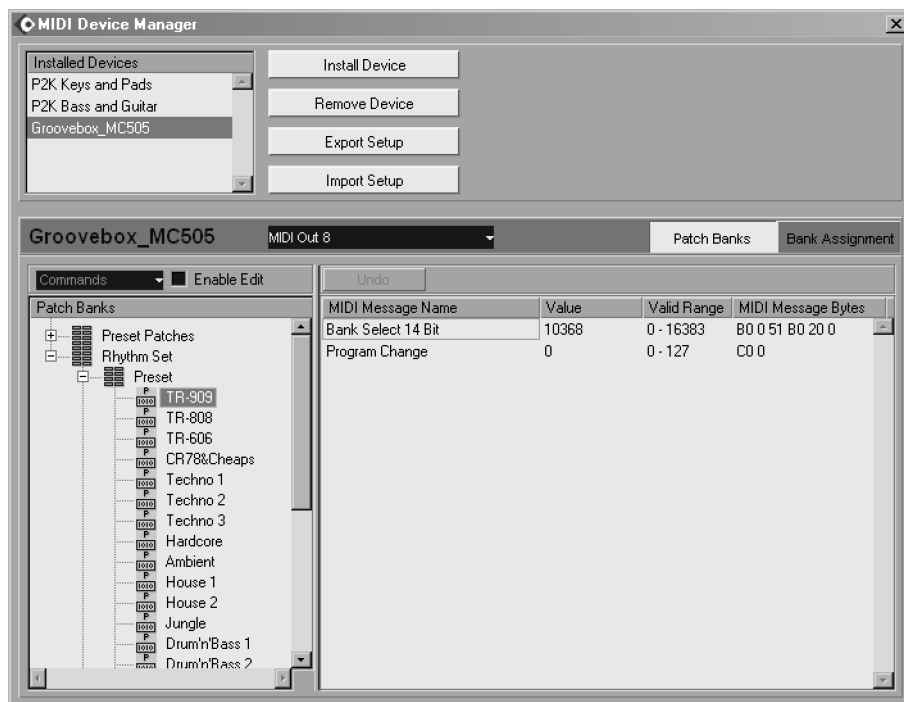 MIDI Device Manager
Installed Devices
P2K Keys and Pads
P2K Bass and Guitar
Groovebox_MC505
Install Device
Remove Device
Export Setup
Import Setup
Groovebox_MC505
MIDI Out 8
Patch Banks
Bank Assignment
Commands
Enable Edit
Undo
Patch Banks
Preset Patches
Rhythm Set
Preset
TR-909
TR-808
TR-606
CR78&Cheaps
Techno 1
Techno 2
Techno 3
Hardcore
Ambient
House 1
House 2
Jungle
Drum'n'Bass 1
Drum'n'Bass 2
MIDI Message Name Value Valid Range MIDI Message Bytes
Bank Select 14 Bit 10368 0 - 16383 B0 0 51 B0 20 0
Program Change 0 0 - 127 C0 0